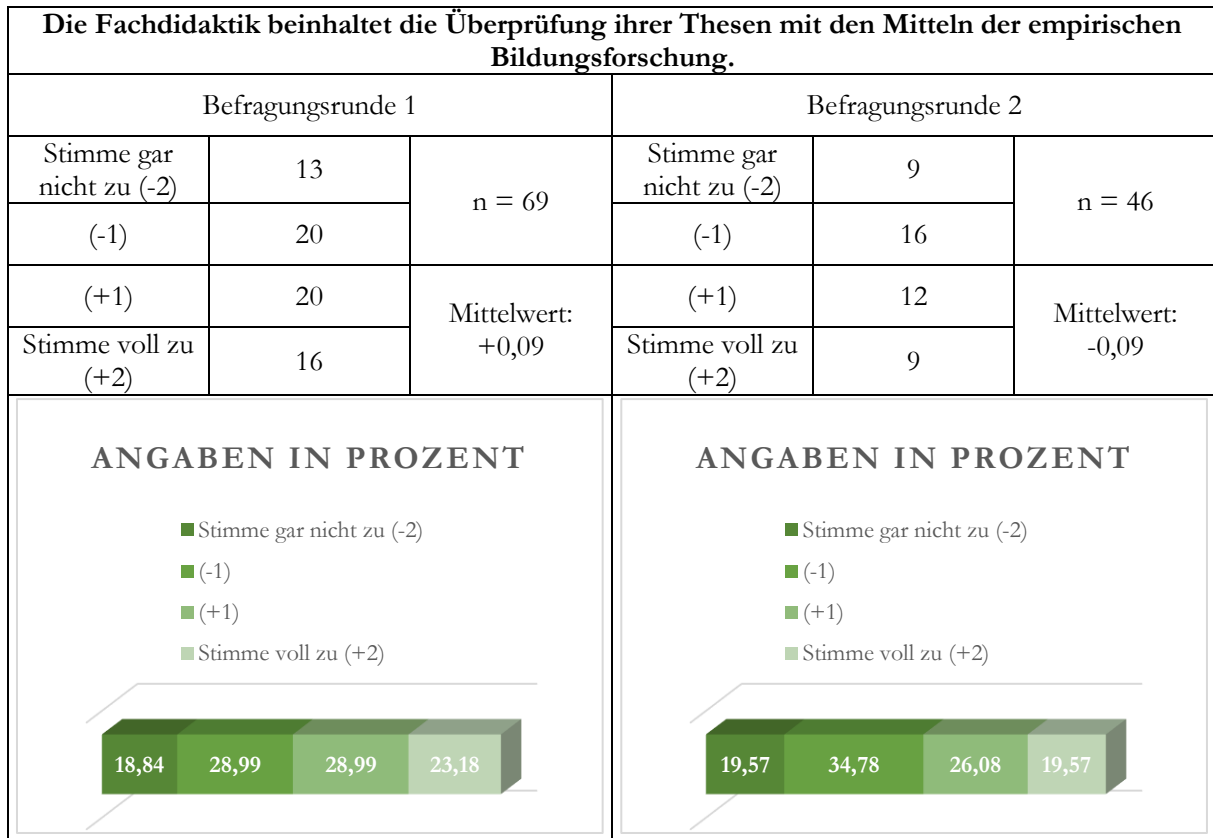 Die Fachdidaktik beinhaltet die Überprüfung ihrer Thesen mit den Mitteln der empirischen
Bildungsforschung.
Befragungsrunde 1
Befragungsrunde 2
Stimme gar
nicht zu (-2)
13
n = 69
Stimme gar
nicht zu (-2)
9
n = 46
(-1)
20
(-1)
16
(+1)
20
Mittelwert:
+0,09
(+1)
12
Mittelwert:
-0,09
Stimme voll zu
(+2)
16
Stimme voll zu
(+2)
9
ANGABEN IN PROZENT
Stimme gar nicht zu (-2)
(-1)
(+1)
Stimme voll zu (+2)
18,84 28,99 28,99 23,18
ANGABEN IN PROZENT
Stimme gar nicht zu (-2)
(-1)
(+1)
Stimme voll zu (+2)
19,57 34,78 26,08 19,57